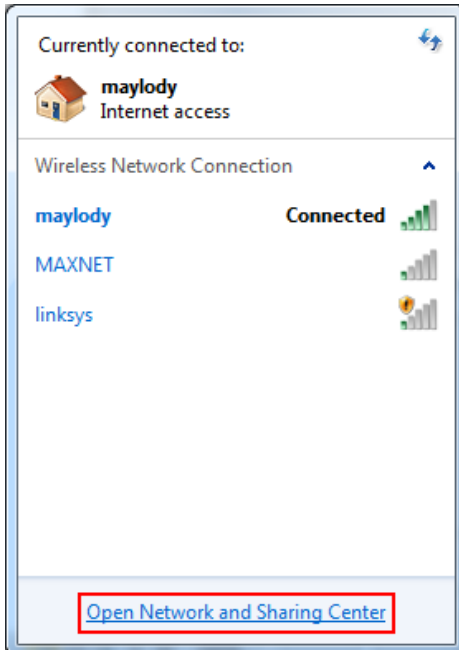 Currently connected to:
maylody
Internet access
Wireless Network Connection
maylody Connected
MAXNET
linksys
Open Network and Sharing Center